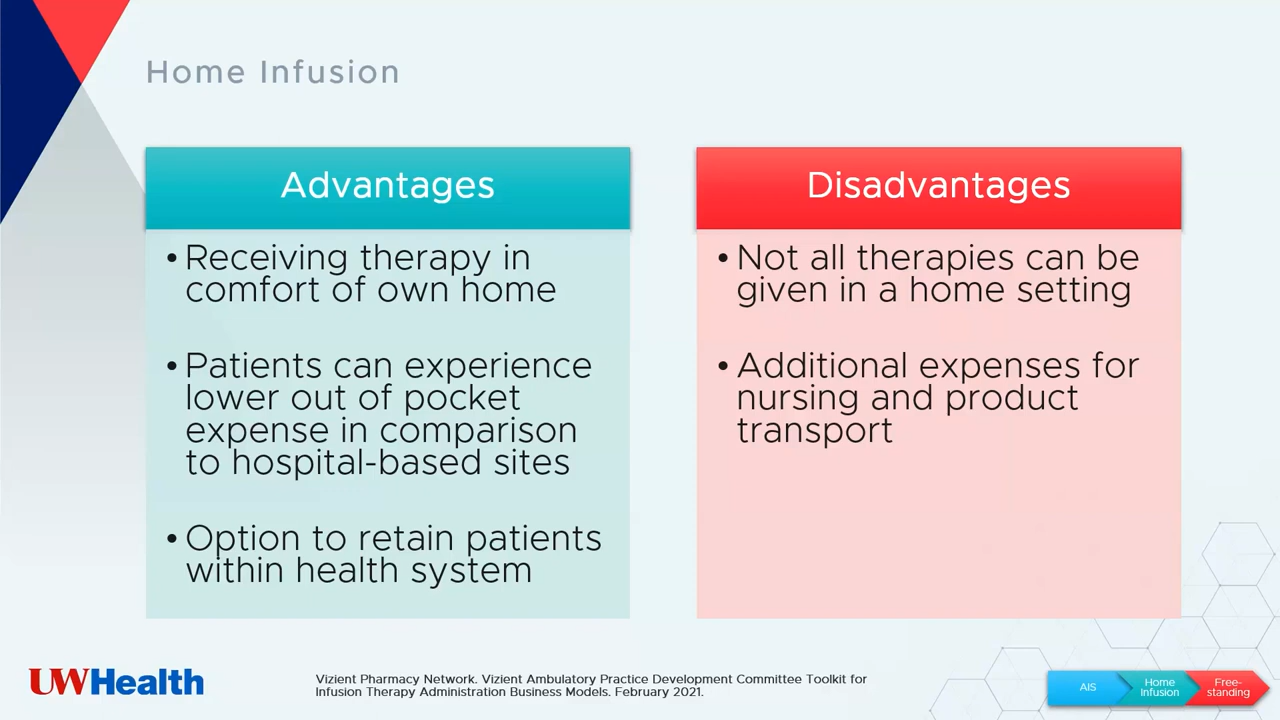 Home Infusion
Advantages
• Receiving therapy in
comfort of own home
• Patients can experience
lower out of pocket
expense in comparison
to hospital-based sites
• Option to retain patients
within health system
Disadvantages
• Not all therapies can be
given in a home setting
• Additional expenses for
nursing and product
transport
UWHealth
Vizient Pharmacy Network. Vizient Ambulatory Practice Development Committee Toolkit for
Infusion Therapy Administration Business Models. February 2021.
AIS
Home
Infusion
Free-
standing